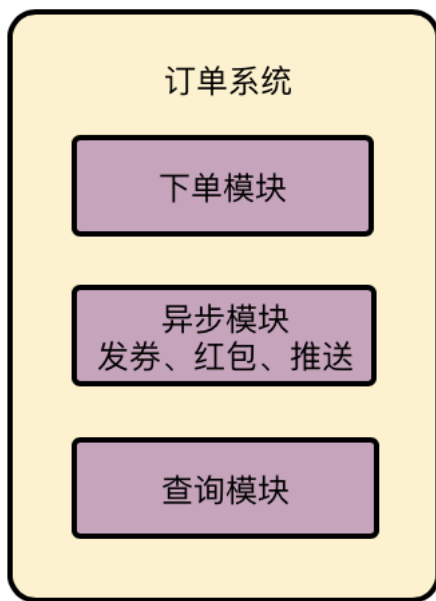 订单系统
下单模块
异步模块
发券、红包、推送
查询模块